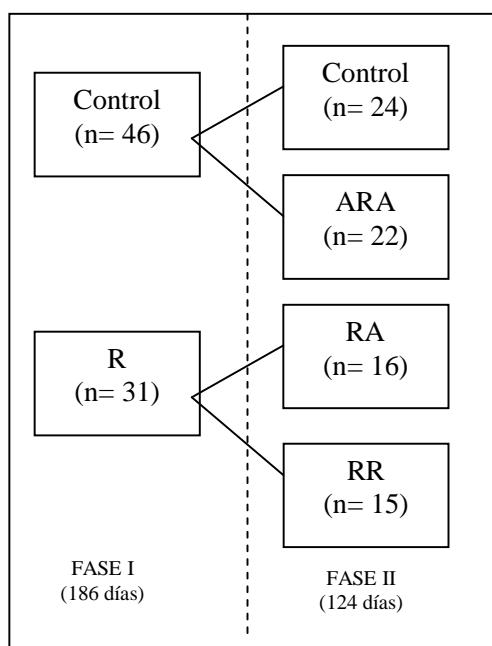 Control
(n= 46)
R
(n= 31)
FASE I
(186 días)
Control
(n= 24)
ARA
(n= 22)
RA
(n= 16)
RR
(n= 15)
FASE II
(124 días)